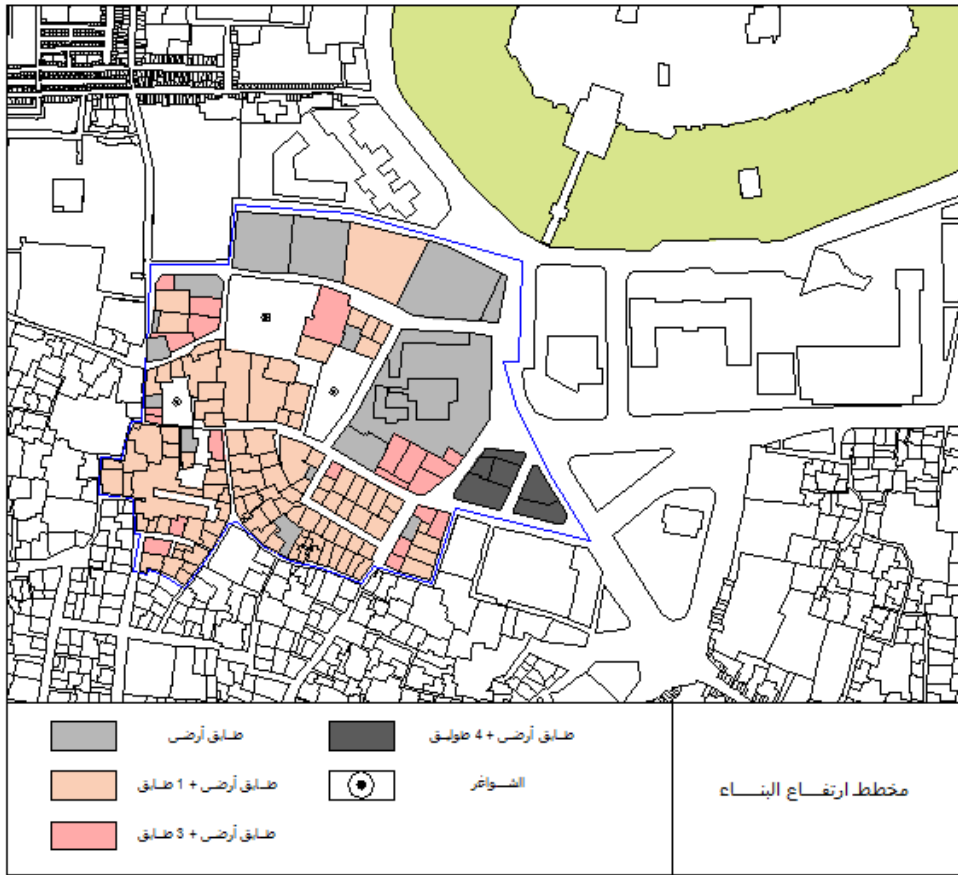 طابق أرضي + 4 طوابق
طابق أرضي
الشواغر
طابق أرضي + 1 طابق
طابق أرضي + 3 طابق
مخطط ارتفاع البناء